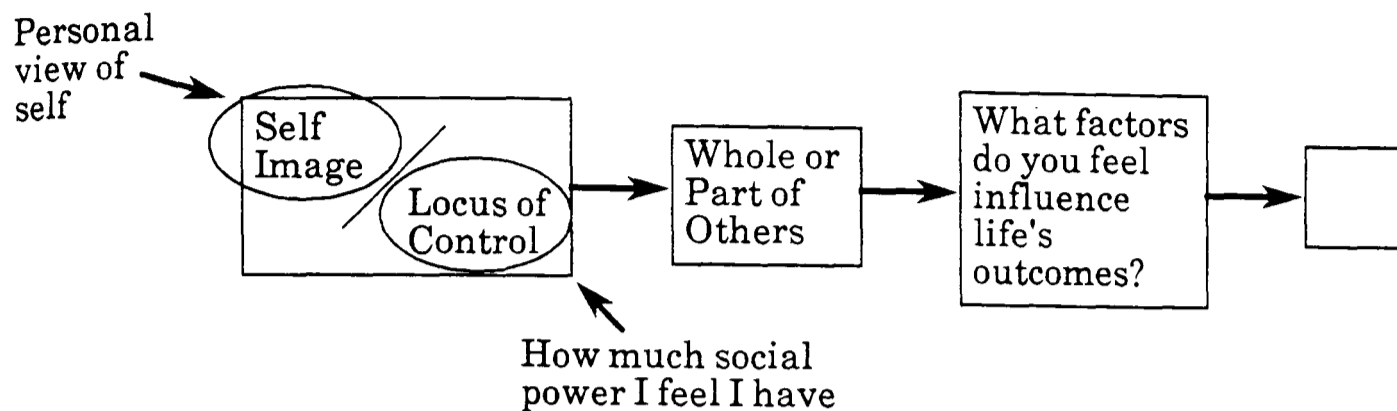 Personal
view of
self
Self
Image
Locus of
Control
How much social
power I feel I have
Whole or
Part of
Others
What factors
do you feel
influence
life's
outcomes?